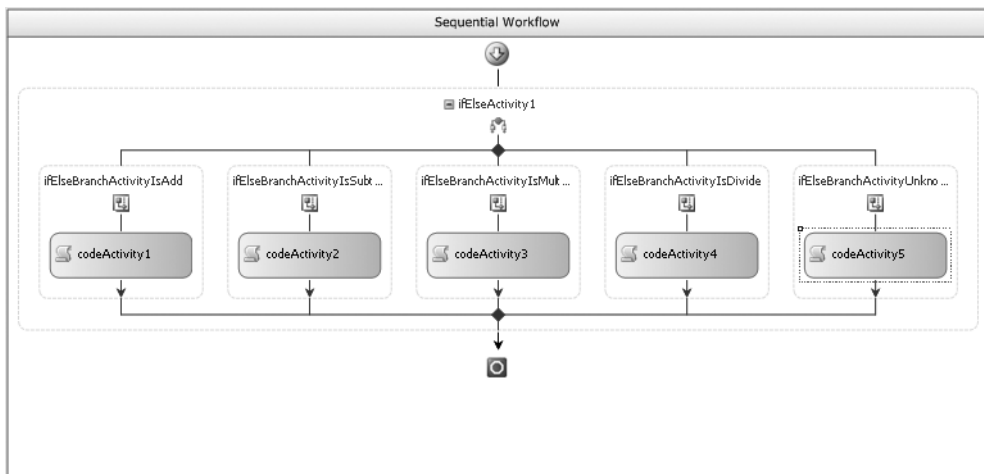 Sequential Workflow
ifElseActivity1
ifElseBranchActivityIsAdd
ifElseBranchActivityIsSubt ...
ifElseBranchActivityIsMult ...
ifElseBranchActivityIsDivide
ifElseBranchActivityUnkno ...
codeActivity1
codeActivity2
codeActivity3
codeActivity4
codeActivity5